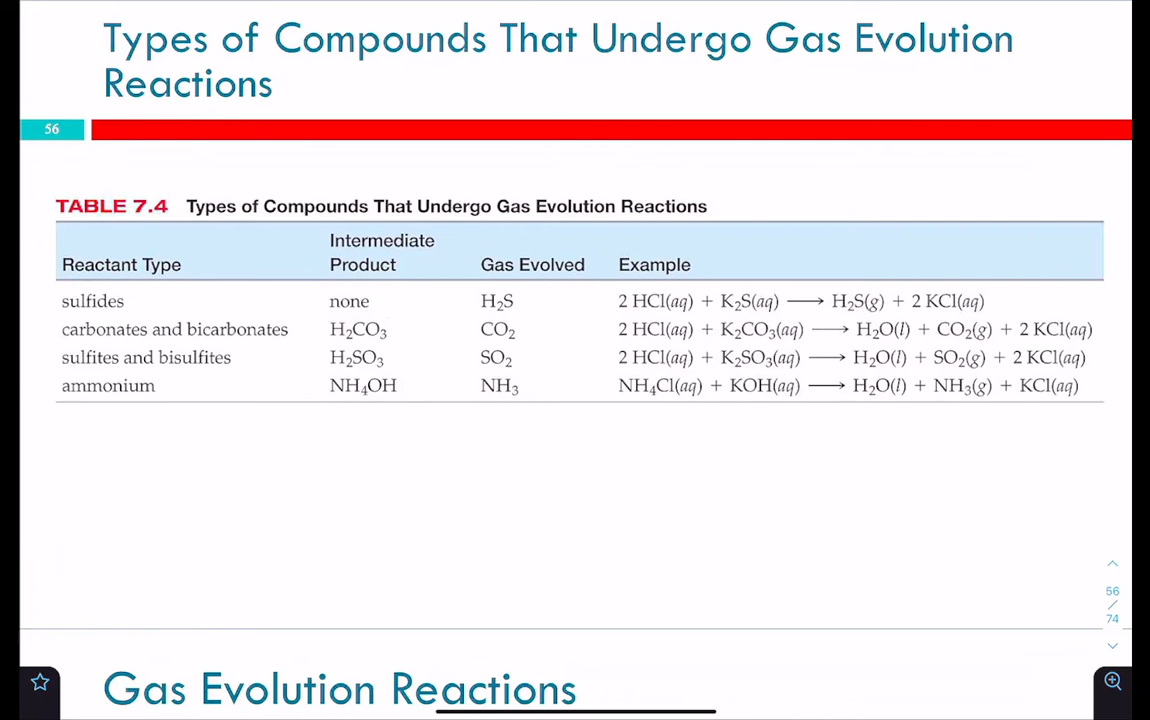 Types of Compounds That Undergo Gas Evolution
Reactions
56
TABLE 7.4 Types of Compounds That Undergo Gas Evolution Reactions
Reactant Type Intermediate Product Gas Evolved Example
sulfides none H₂S 2 HCl(aq) + K₂S(aq) ⟶ H₂S(g) + 2 KCl(aq)
carbonates and bicarbonates H₂CO₃ CO₂ 2 HCl(aq) + K₂CO₃(aq) ⟶ H₂O(l) + CO₂(g) + 2 KCl(aq)
sulfites and bisulfites H₂SO₃ SO₂ 2 HCl(aq) + K₂SO₃(aq) ⟶ H₂O(l) + SO₂(g) + 2 KCl(aq)
ammonium NH₄OH NH₃ NH₄Cl(aq) + KOH(aq) ⟶ H₂O(l) + NH₃(g) + KCl(aq)
56
/
74
Gas Evolution Reactions